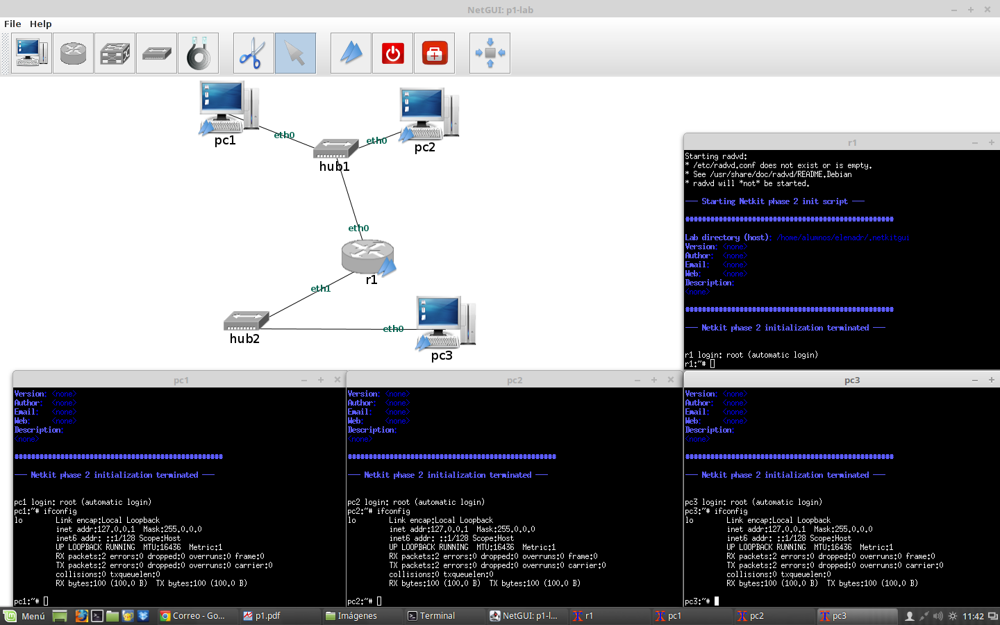 NetGUI: p1-lab
File Help
pc1
eth0
eth0
pc2
hub1
eth0
r1
eth1
hub2
eth0
pc3
r1
Starting radvd:
* /etc/radvd.conf does not exist or is empty.
* See /usr/share/doc/radvd/README.Debian
* radvd will *not* be started.
--- Starting Netkit phase 2 init script ---
##################################################
Lab directory (host): /home/alumnos/elenadr/.netkitgui
Version: <none>
Author: <none>
Email: <none>
Web: <none>
Description:
<none>
##################################################
--- Netkit phase 2 initialization terminated ---
r1 login: root (automatic login)
r1:~#
pc1
Version: <none>
Author: <none>
Email: <none>
Web: <none>
Description:
<none>
##################################################
--- Netkit phase 2 initialization terminated ---
pc1 login: root (automatic login)
pc1:~# ifconfig
lo Link encap:Local Loopback
inet addr:127.0.0.1 Mask:255.0.0.0
inet6 addr: ::1/128 Scope:Host
UP LOOPBACK RUNNING MTU:16436 Metric:1
RX packets:2 errors:0 dropped:0 overruns:0 frame:0
TX packets:2 errors:0 dropped:0 overruns:0 carrier:0
collisions:0 txqueuelen:0
RX bytes:100 (100.0 B) TX bytes:100 (100.0 B)
pc1:~#
pc2
Version: <none>
Author: <none>
Email: <none>
Web: <none>
Description:
<none>
##################################################
--- Netkit phase 2 initialization terminated ---
pc2 login: root (automatic login)
pc2:~# ifconfig
lo Link encap:Local Loopback
inet addr:127.0.0.1 Mask:255.0.0.0
inet6 addr: ::1/128 Scope:Host
UP LOOPBACK RUNNING MTU:16436 Metric:1
RX packets:2 errors:0 dropped:0 overruns:0 frame:0
TX packets:2 errors:0 dropped:0 overruns:0 carrier:0
collisions:0 txqueuelen:0
RX bytes:100 (100.0 B) TX bytes:100 (100.0 B)
pc2:~#
pc3
Version: <none>
Author: <none>
Email: <none>
Web: <none>
Description:
<none>
##################################################
--- Netkit phase 2 initialization terminated ---
pc3 login: root (automatic login)
pc3:~# ifconfig
lo Link encap:Local Loopback
inet addr:127.0.0.1 Mask:255.0.0.0
inet6 addr: ::1/128 Scope:Host
UP LOOPBACK RUNNING MTU:16436 Metric:1
RX packets:2 errors:0 dropped:0 overruns:0 frame:0
TX packets:2 errors:0 dropped:0 overruns:0 carrier:0
collisions:0 txqueuelen:0
RX bytes:100 (100.0 B) TX bytes:100 (100.0 B)
pc3:~#
Menú Correo - Go... p1.pdf Imágenes Terminal NetGUI: p1-l... r1 pc1 pc2 pc3 11:42